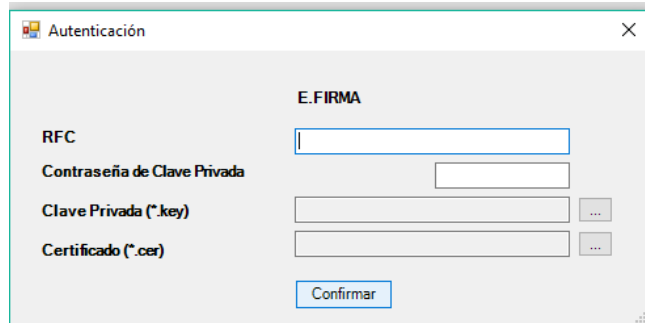 Autenticación
E.FIRMA
RFC
Contraseña de Clave Privada
Clave Privada (*.key)
...
Certificado (*.cer)
...
Confirmar